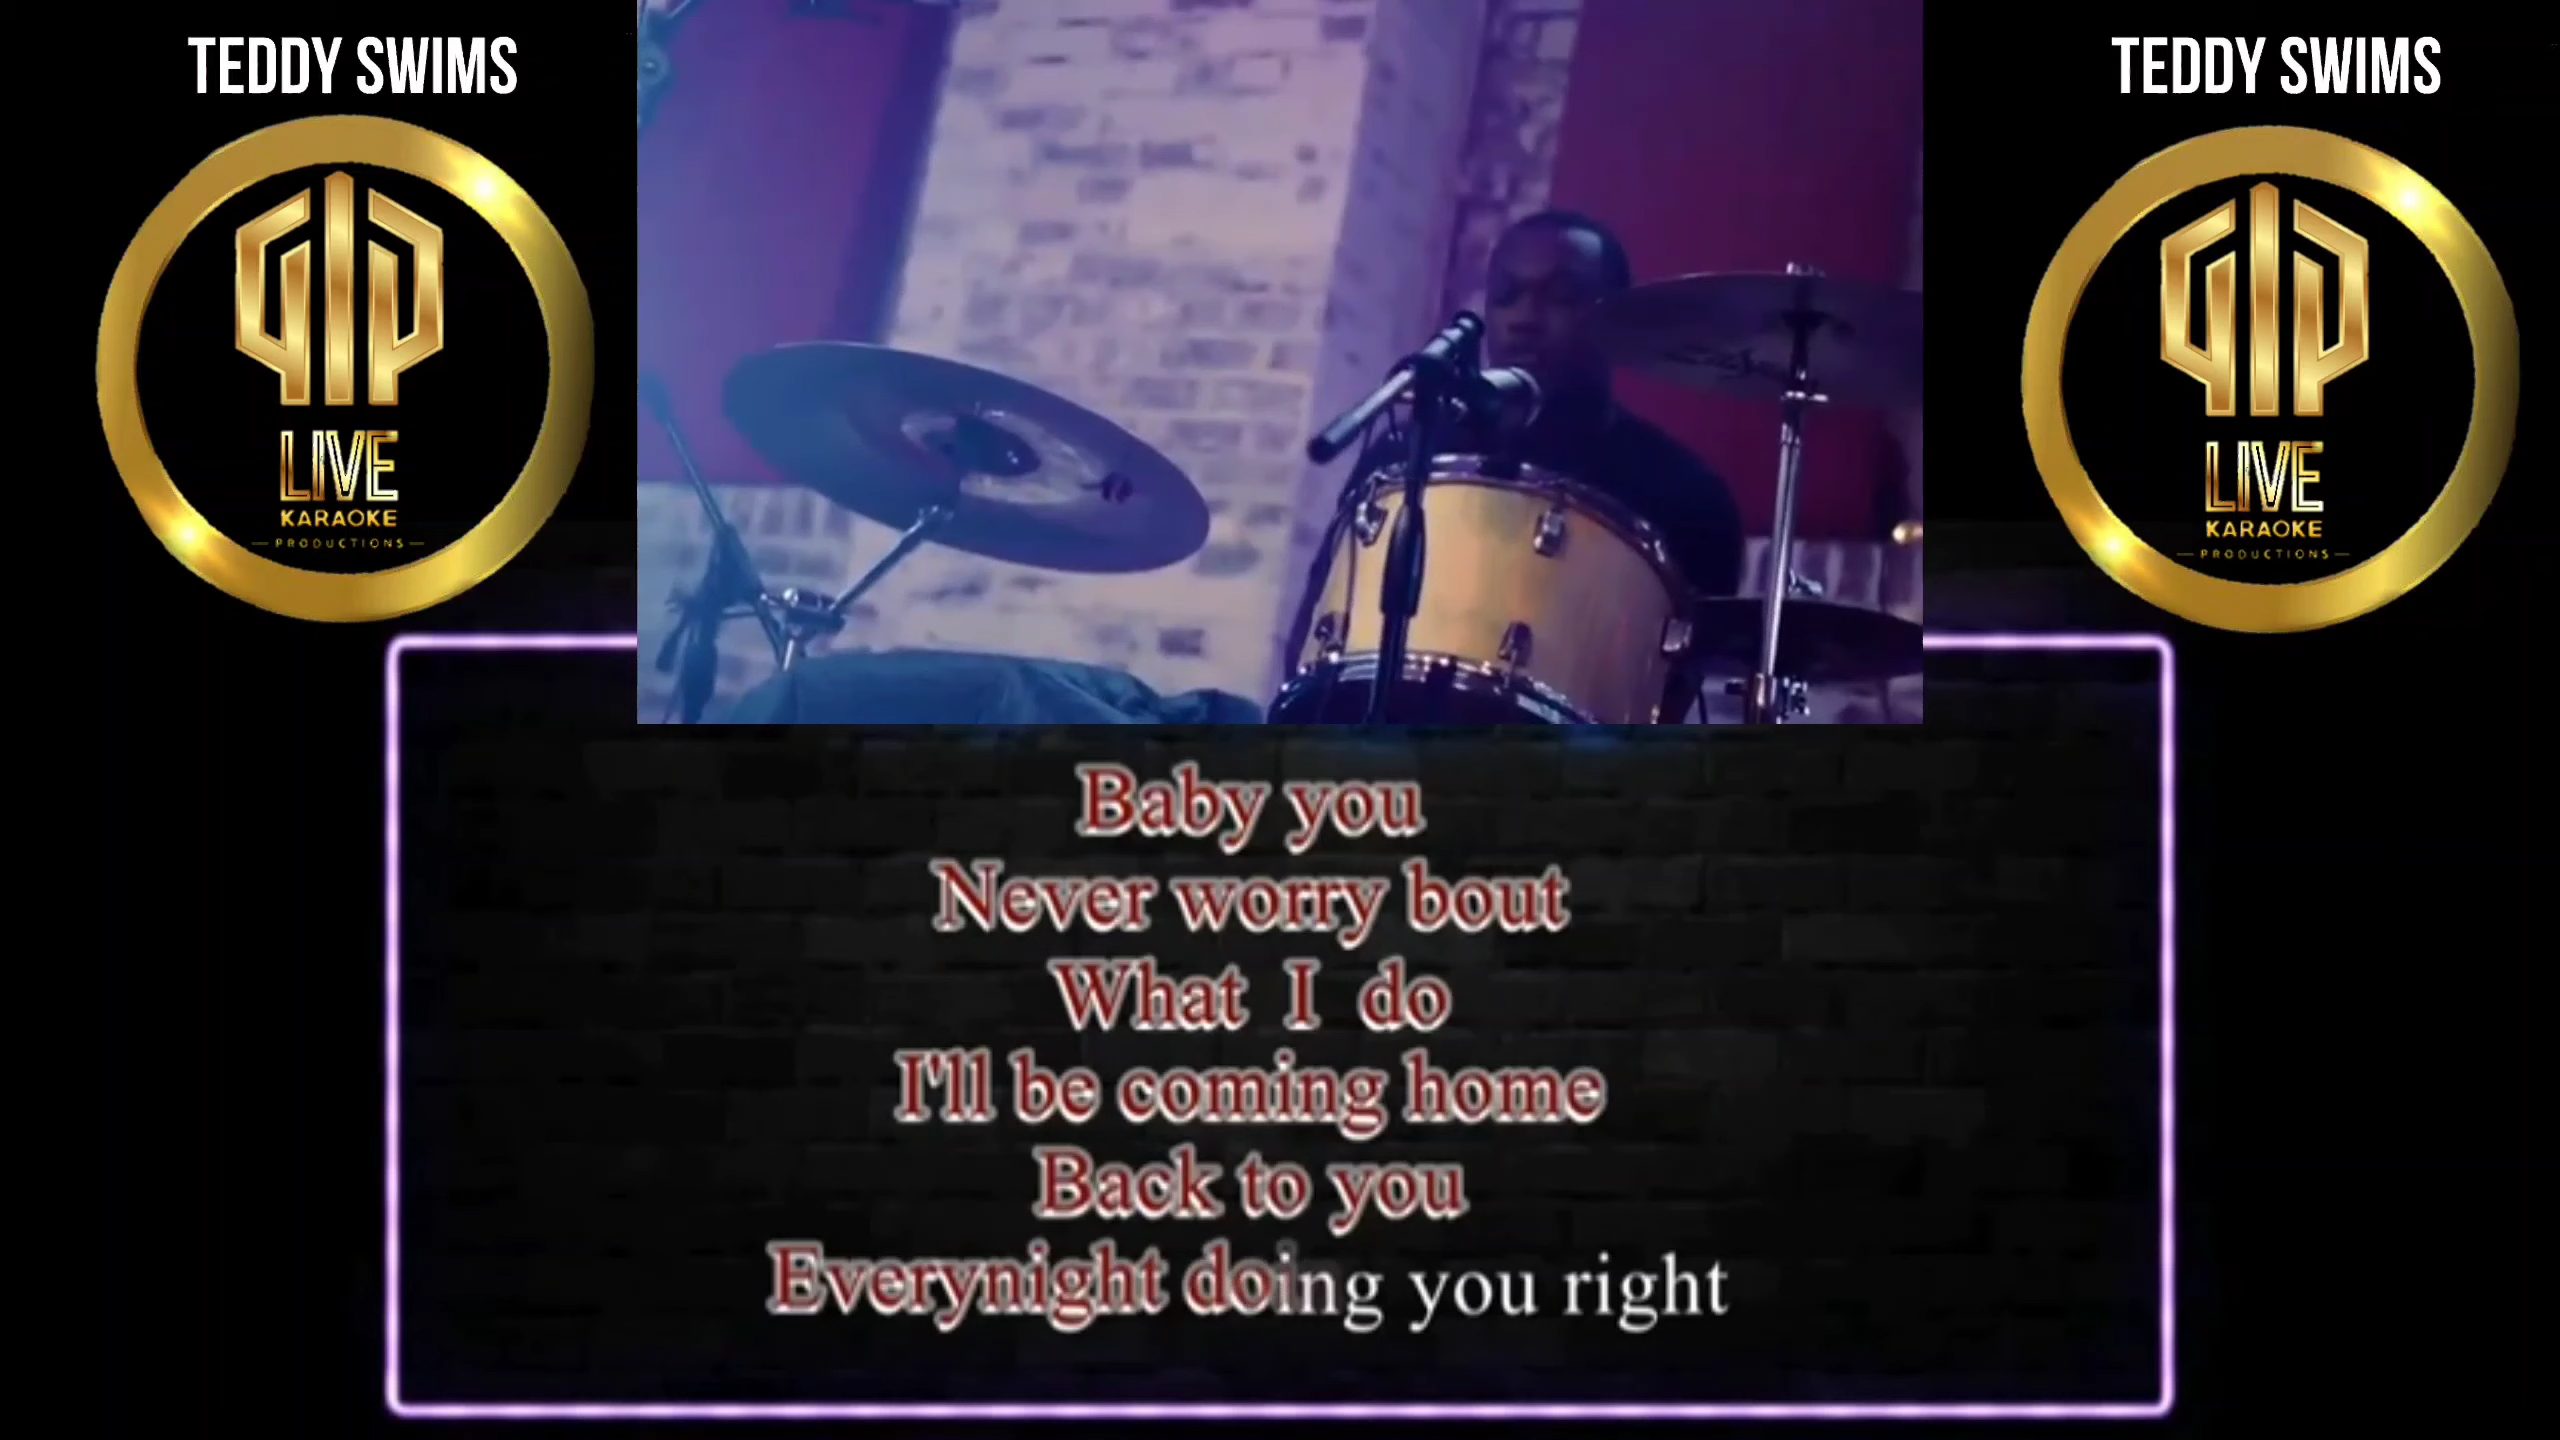 TEDDY SWIMS
TEDDY SWIMS
LIVE
KARAOKE
PRODUCTIONS
LIVE
KARAOKE
PRODUCTIONS
Baby you
Never worry bout
What I do
I'll be coming home
Back to you
Everynight doing you right